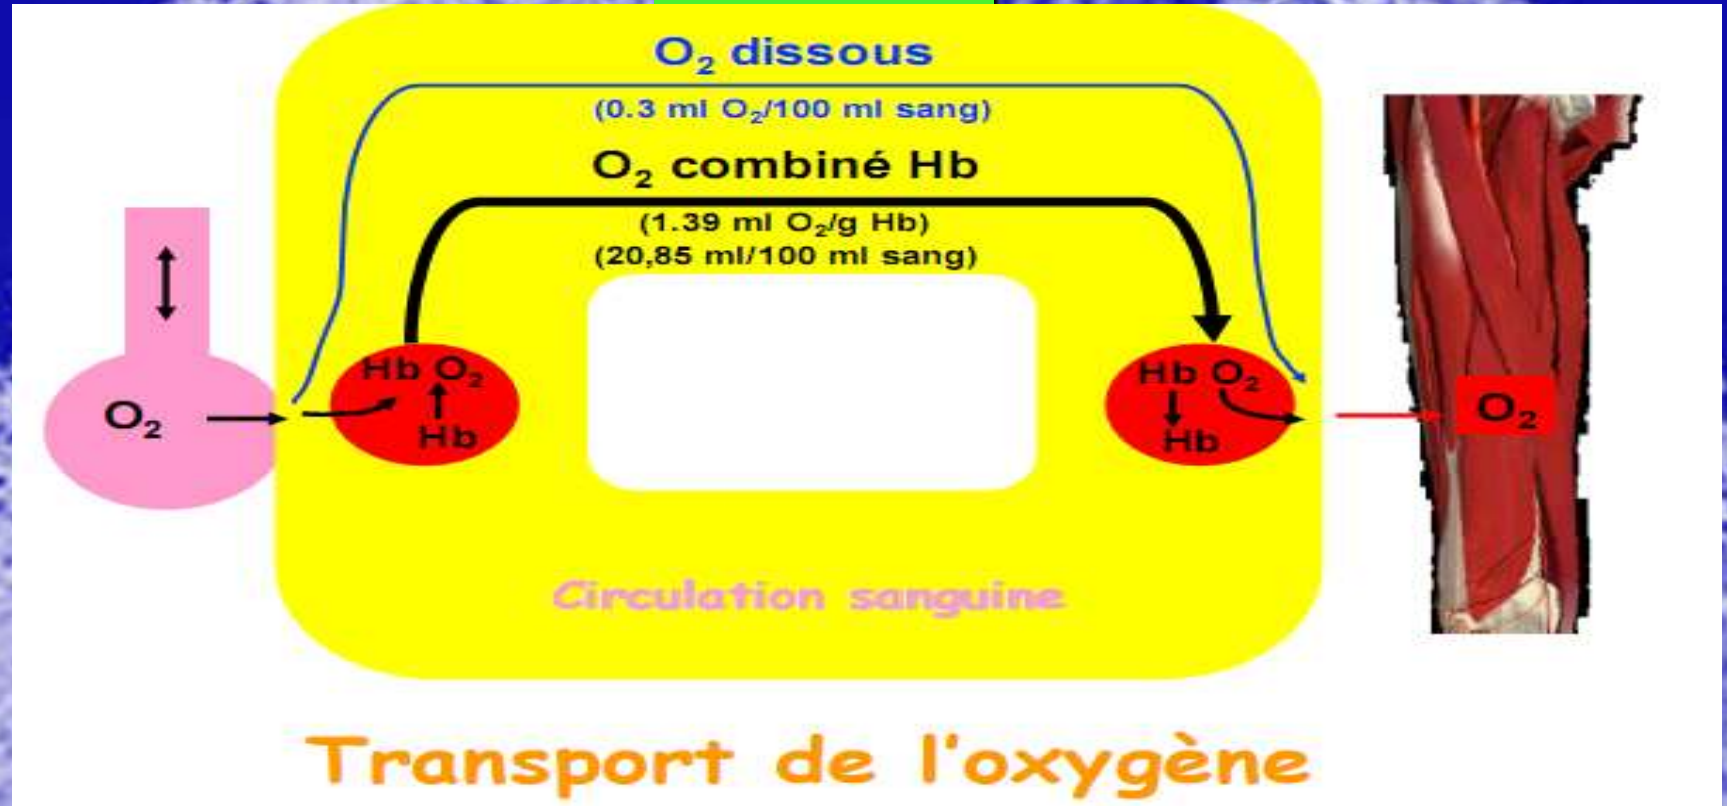 O₂ dissous
(0.3 ml O₂/100 ml sang)
O₂ combiné Hb
(1.39 ml O₂/g Hb)
(20,85 ml/100 ml sang)
O₂
Hb O₂
Hb
Hb O₂
Hb
O₂
Circulation sanguine
Transport de l'oxygène